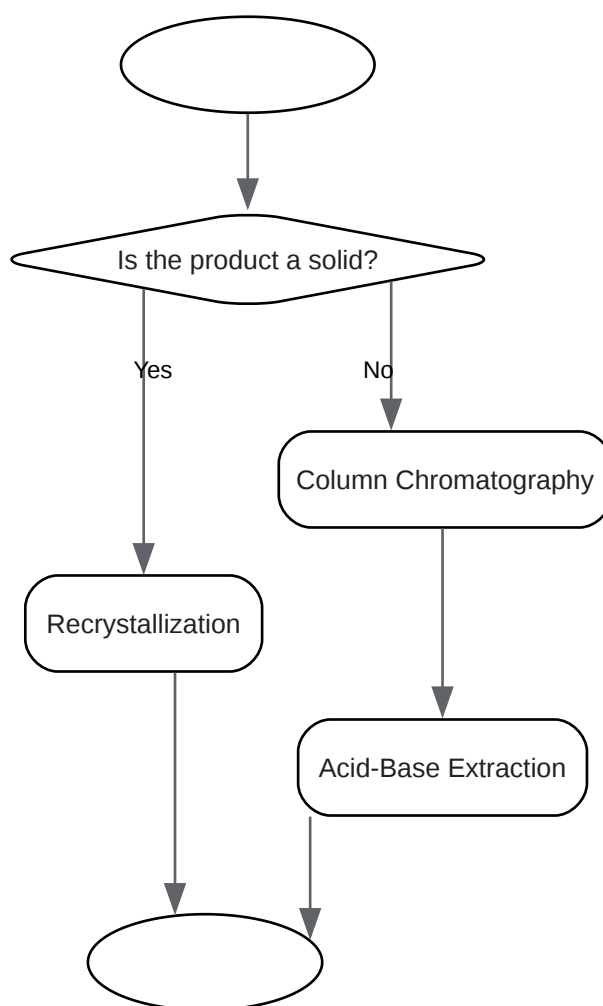 Is the product a solid?
Yes
No
Column Chromatography
Recrystallization
Acid-Base Extraction